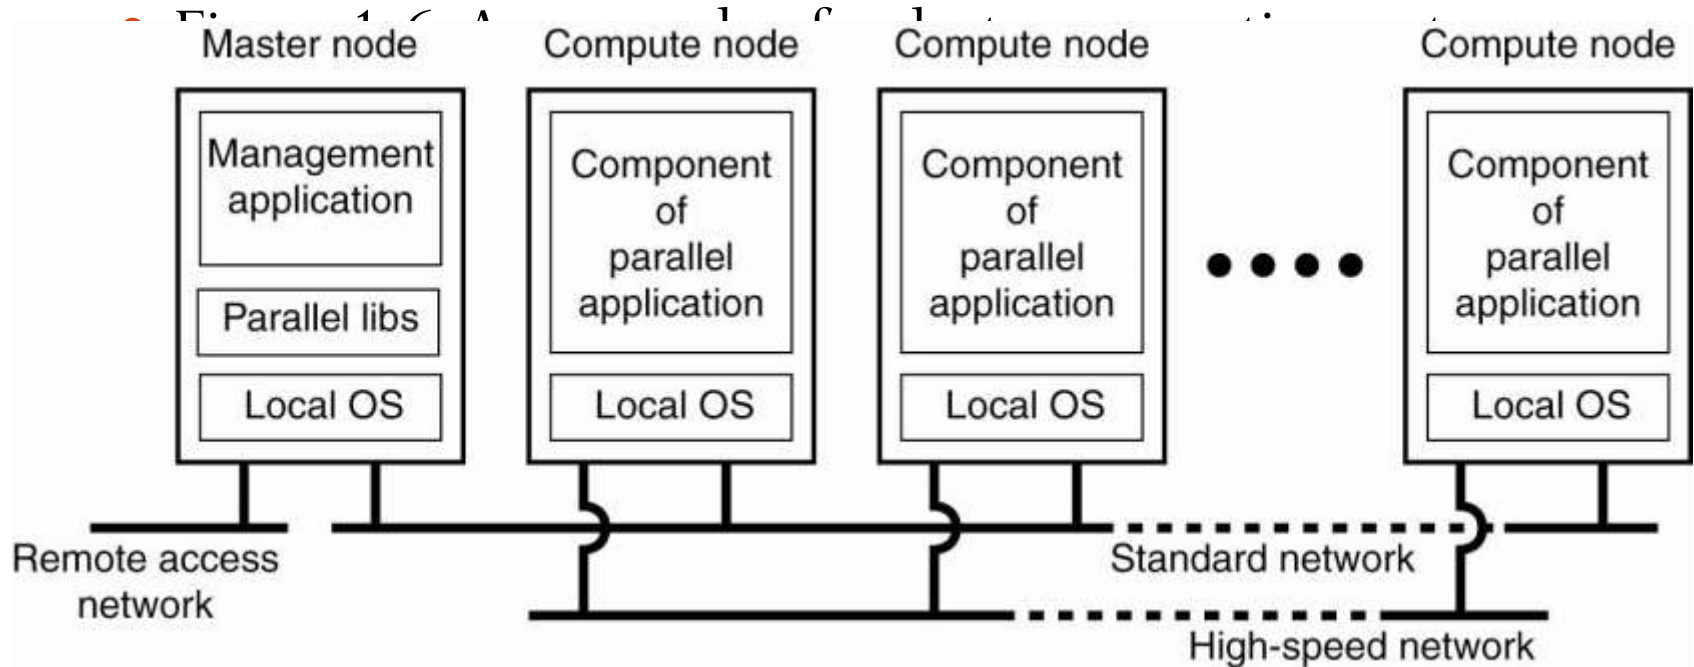 Master node
Compute node
Compute node
Compute node
Management
application
Parallel libs
Local OS
Component
of
parallel
application
Local OS
Component
of
parallel
application
Local OS
Component
of
parallel
application
Local OS
Remote access
network
Standard network
High-speed network